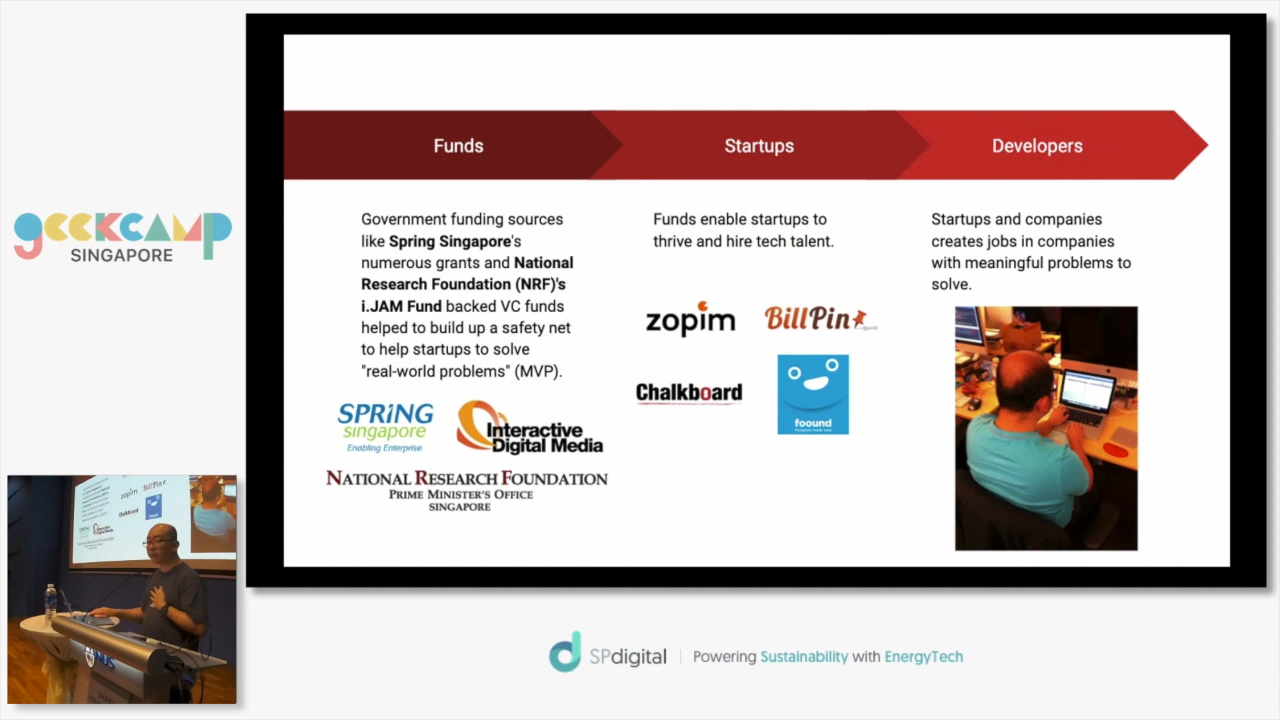 geekcamp
SINGAPORE
Funds
Startups
Developers
Government funding sources
like Spring Singapore's
numerous grants and National
Research Foundation (NRF)'s
i.JAM Fund backed VC funds
helped to build up a safety net
to help startups to solve
"real-world problems" (MVP).
SPRING
singapore
Enabling Enterprise
Interactive
Digital Media
NATIONAL RESEARCH FOUNDATION
PRIME MINISTER'S OFFICE
SINGAPORE
Funds enable startups to
thrive and hire tech talent.
zopim
BillPin
Chalkboard
foound
Startups and companies
creates jobs in companies
with meaningful problems to
solve.
zopim
BillPin
Chalkboard
NUS
SPdigital
Powering Sustainability with EnergyTech